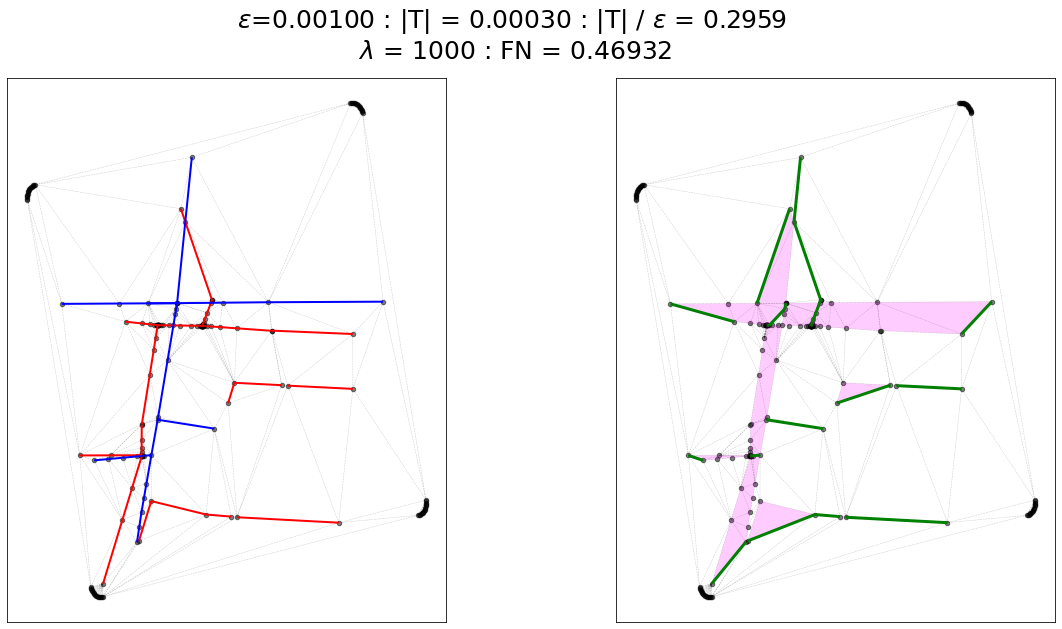 ε=0.00100 : |T| = 0.00030 : |T| / ε = 0.2959
λ = 1000 : FN = 0.46932